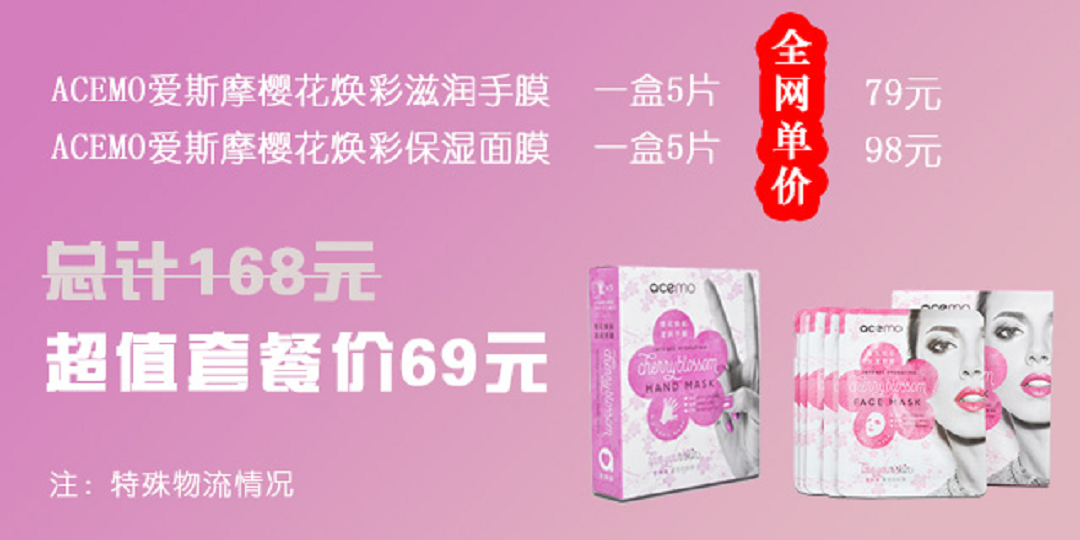 ACEMO爱斯摩樱花焕彩滋润手膜 一盒5片 79元
ACEMO爱斯摩樱花焕彩保湿面膜 一盒5片 98元
全网单价
总计168元
超值套餐价69元
注：特殊物流情况
acemo
cherryblossom
HAND MASK
cherryblossom
acemo
cherryblossom
FACE MASK
acemo